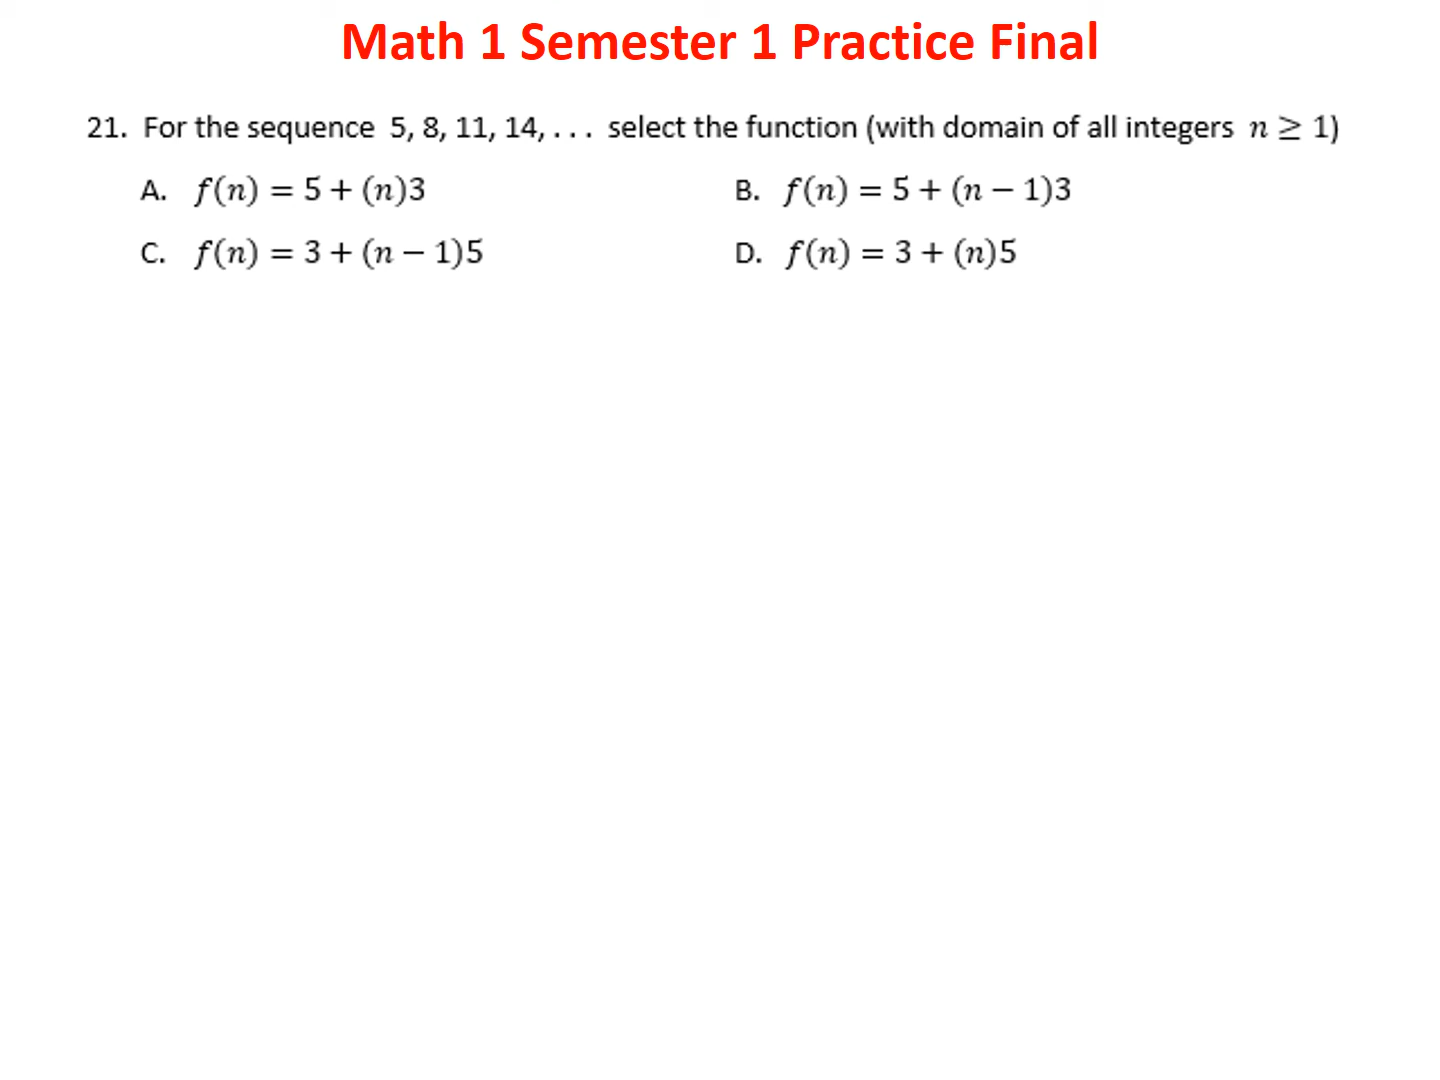 Math 1 Semester 1 Practice Final
21. For the sequence 5, 8, 11, 14, . . . select the function (with domain of all integers n ≥ 1)
A. f(n) = 5 + (n)3 B. f(n) = 5 + (n − 1)3
C. f(n) = 3 + (n − 1)5 D. f(n) = 3 + (n)5